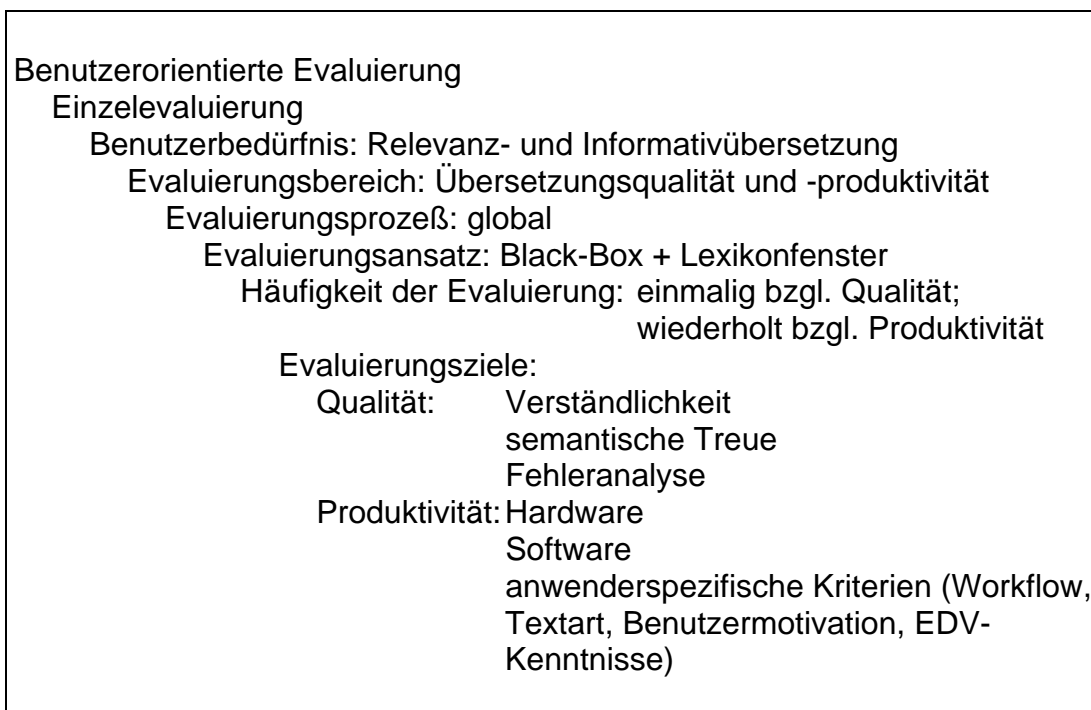 Benutzerorientierte Evaluierung
Einzelevaluierung
Benutzerbedürfnis: Relevanz- und Informativübersetzung
Evaluierungsbereich: Übersetzungsqualität und -produktivität
Evaluierungsprozeß: global
Evaluierungsansatz: Black-Box + Lexikonfenster
Häufigkeit der Evaluierung: einmalig bzgl. Qualität;
wiederholt bzgl. Produktivität
Evaluierungsziele:
Qualität: Verständlichkeit
semantische Treue
Fehleranalyse
Produktivität: Hardware
Software
anwenderspezifische Kriterien (Workflow,
Textart, Benutzermotivation, EDV-
Kenntnisse)